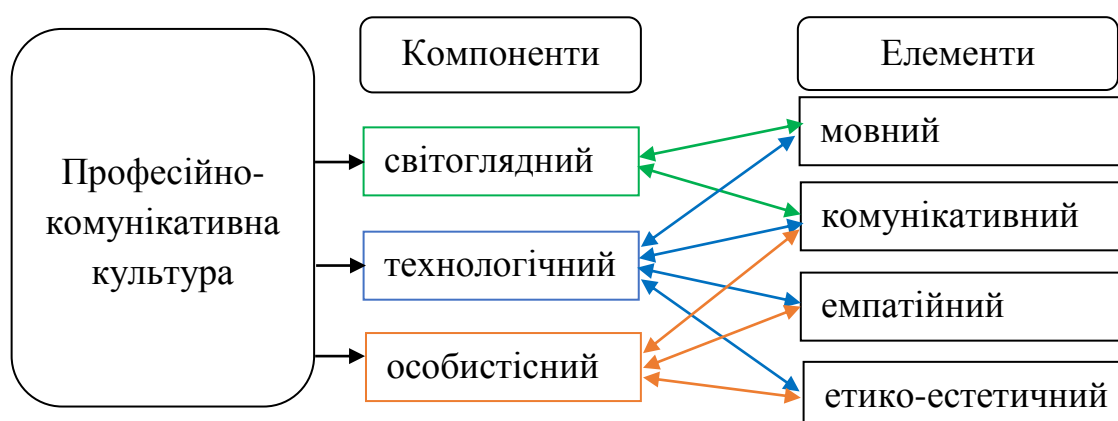 Професійно-
комунікативна
культура
Компоненти
світоглядний
технологічний
особистісний
Елементи
мовний
комунікативний
емпатійний
етико-естетичний